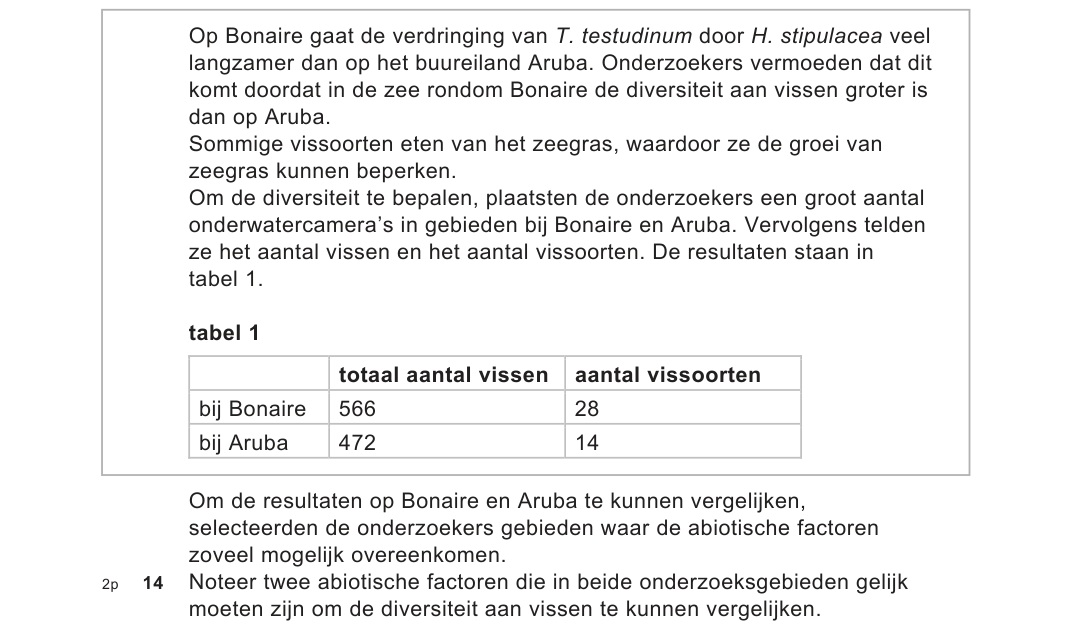 Op Bonaire gaat de verdringing van T. testudinum door H. stipulacea veel
langzamer dan op het buureiland Aruba. Onderzoekers vermoeden dat dit
komt doordat in de zee rondom Bonaire de diversiteit aan vissen groter is
dan op Aruba.
Sommige vissoorten eten van het zeegras, waardoor ze de groei van
zeegras kunnen beperken.
Om de diversiteit te bepalen, plaatsten de onderzoekers een groot aantal
onderwatercamera’s in gebieden bij Bonaire en Aruba. Vervolgens telden
ze het aantal vissen en het aantal vissoorten. De resultaten staan in
tabel 1.
tabel 1
totaal aantal vissen aantal vissoorten
bij Bonaire 566 28
bij Aruba 472 14
Om de resultaten op Bonaire en Aruba te kunnen vergelijken,
selecteerden de onderzoekers gebieden waar de abiotische factoren
zoveel mogelijk overeenkomen.
2p 14 Noteer twee abiotische factoren die in beide onderzoeksgebieden gelijk
moeten zijn om de diversiteit aan vissen te kunnen vergelijken.